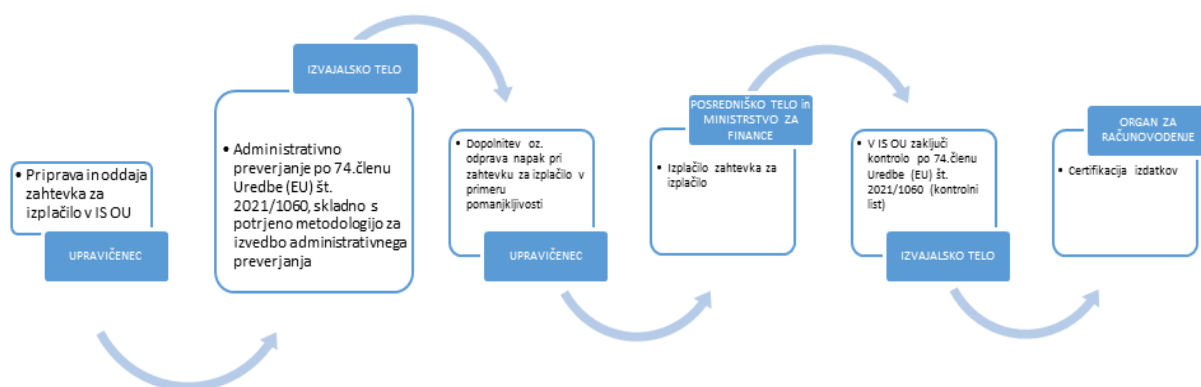 • Priprava in oddaja
zahtevka za
izplačilo v IS OU
UPRAVIČENEC
IZVAJALSKO TELO
• Administrativno
preverjanje po 74.členu
Uredbe (EU) št.
2021/1060, skladno s
potrjeno metodologijo za
izvedbo administrativnega
preverjanja
• Dopolnitev oz.
odprava napak pri
zahtevku za izplačilo v
primeru
pomanjkljivosti
UPRAVIČENEC
POSREDNIŠKO TELO in
MINISTRSTVO ZA
FINANCE
• Izplačilo zahtevka za
izplačilo
• V IS OU zaključi
kontrolo po 74.členu
Uredbe (EU) št.
2021/1060 (kontrolni
list)
IZVAJALSKO TELO
ORGAN ZA
RAČUNOVODENJE
• Certifikacija izdatkov